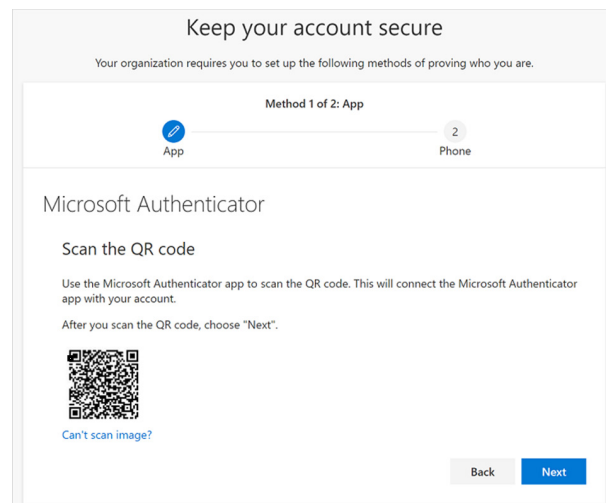 Keep your account secure
Your organization requires you to set up the following methods of proving who you are.
Method 1 of 2: App
2
App
Phone
Microsoft Authenticator
Scan the QR code
Use the Microsoft Authenticator app to scan the QR code. This will connect the Microsoft Authenticator
app with your account.
After you scan the QR code, choose "Next".
Can't scan image?
Back
Next